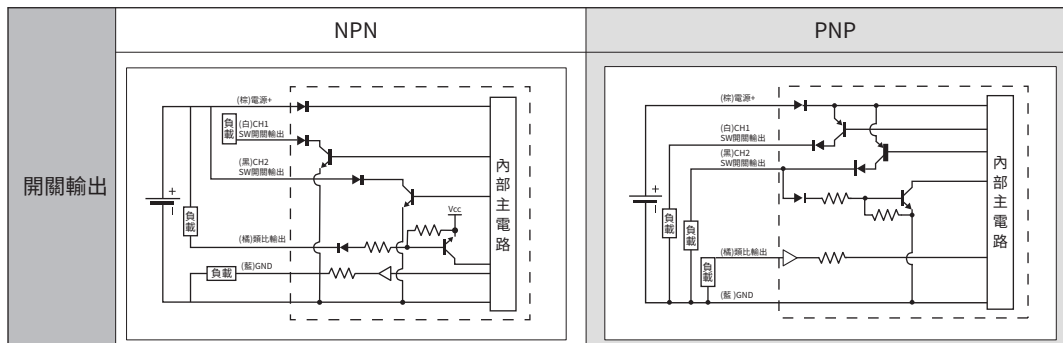 NPN
PNP
開關輸出
(棕)電源+
負載
(白)CH1
SW開關輸出
(黑)CH2
SW開關輸出
+
負載
Vcc
(橘)類比輸出
(藍)GND
負載
內部主電路
(棕)電源+
(白)CH1
SW開關輸出
(黑)CH2
SW開關輸出
+
負載
負載
(橘)類比輸出
負載
(藍)GND
內部主電路